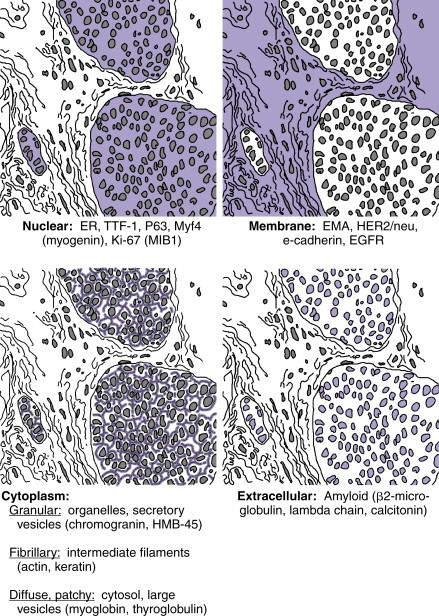 Nuclear: ER, TTF-1, P63, Myf4
(myogenin), Ki-67 (MIB1)
Membrane: EMA, HER2/neu,
e-cadherin, EGFR
Cytoplasm:
Granular: organelles, secretory
vesicles (chromogranin, HMB-45)
Fibrillary: intermediate filaments
(actin, keratin)
Diffuse, patchy: cytosol, large
vesicles (myoglobin, thyroglobulin)
Extracellular: Amyloid (β2-micro-
globulin, lambda chain, calcitonin)